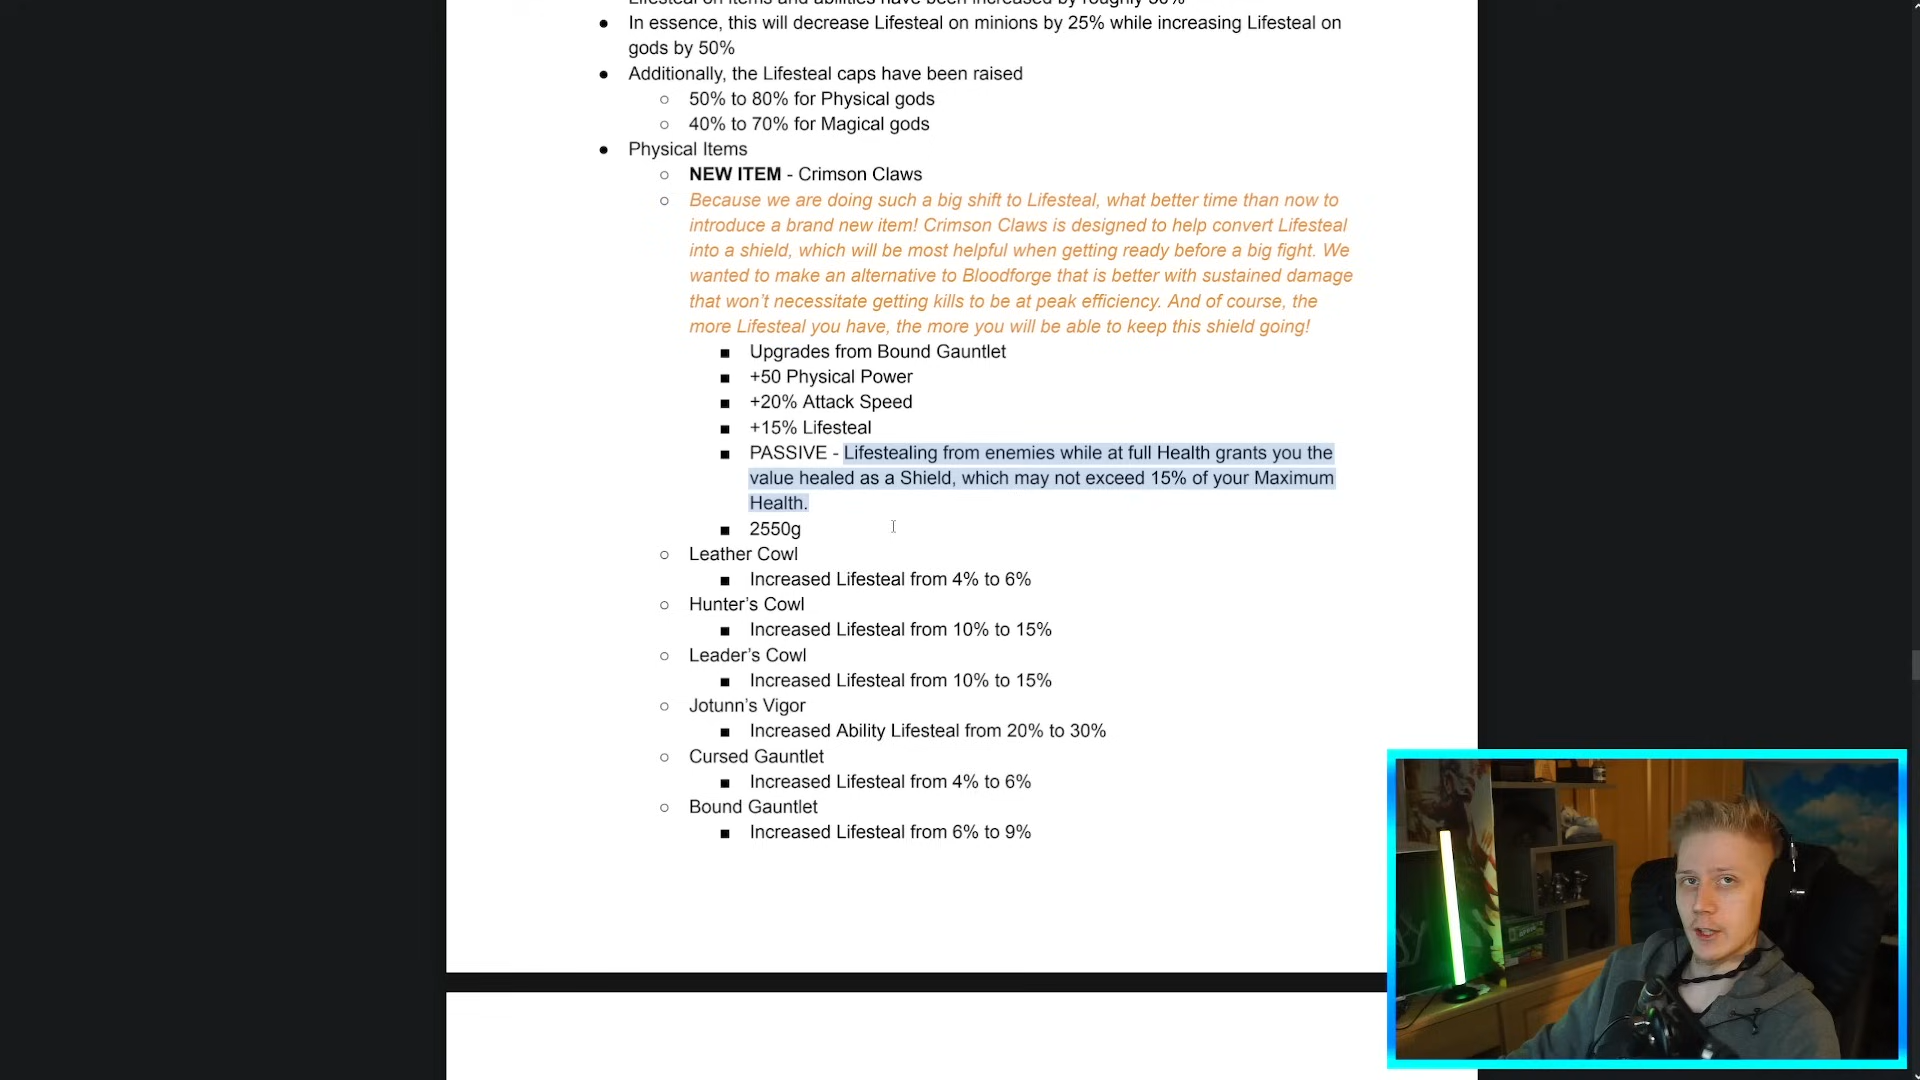 Lifesteal on items and abilities have been increased by roughly 50%
In essence, this will decrease Lifesteal on minions by 25% while increasing Lifesteal on
gods by 50%
Additionally, the Lifesteal caps have been raised
50% to 80% for Physical gods
40% to 70% for Magical gods
Physical Items
NEW ITEM - Crimson Claws
Because we are doing such a big shift to Lifesteal, what better time than now to
introduce a brand new item! Crimson Claws is designed to help convert Lifesteal
into a shield, which will be most helpful when getting ready before a big fight. We
wanted to make an alternative to Bloodforge that is better with sustained damage
that won’t necessitate getting kills to be at peak efficiency. And of course, the
more Lifesteal you have, the more you will be able to keep this shield going!
Upgrades from Bound Gauntlet
+50 Physical Power
+20% Attack Speed
+15% Lifesteal
PASSIVE - Lifestealing from enemies while at full Health grants you the
value healed as a Shield, which may not exceed 15% of your Maximum
Health.
2550g
Leather Cowl
Increased Lifesteal from 4% to 6%
Hunter’s Cowl
Increased Lifesteal from 10% to 15%
Leader’s Cowl
Increased Lifesteal from 10% to 15%
Jotunn’s Vigor
Increased Ability Lifesteal from 20% to 30%
Cursed Gauntlet
Increased Lifesteal from 4% to 6%
Bound Gauntlet
Increased Lifesteal from 6% to 9%